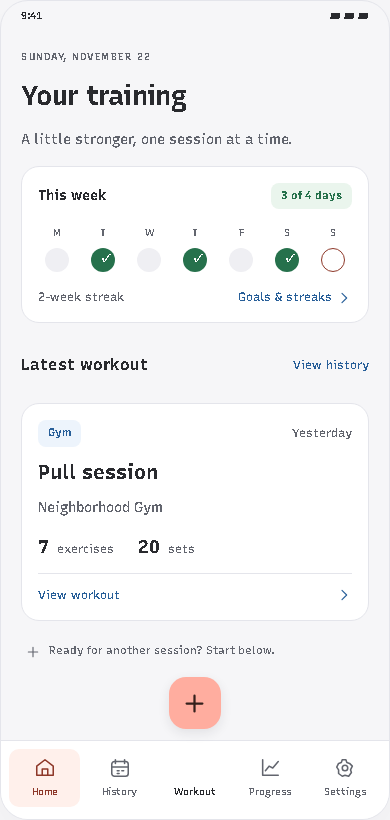 9:41
SUNDAY, NOVEMBER 22
Your training
A little stronger, one session at a time.
This week
3 of 4 days
M T W T F S S
2-week streak
Goals & streaks
Latest workout
View history
Gym
Yesterday
Pull session
Neighborhood Gym
7 exercises 20 sets
View workout
Ready for another session? Start below.
Home History Workout Progress Settings